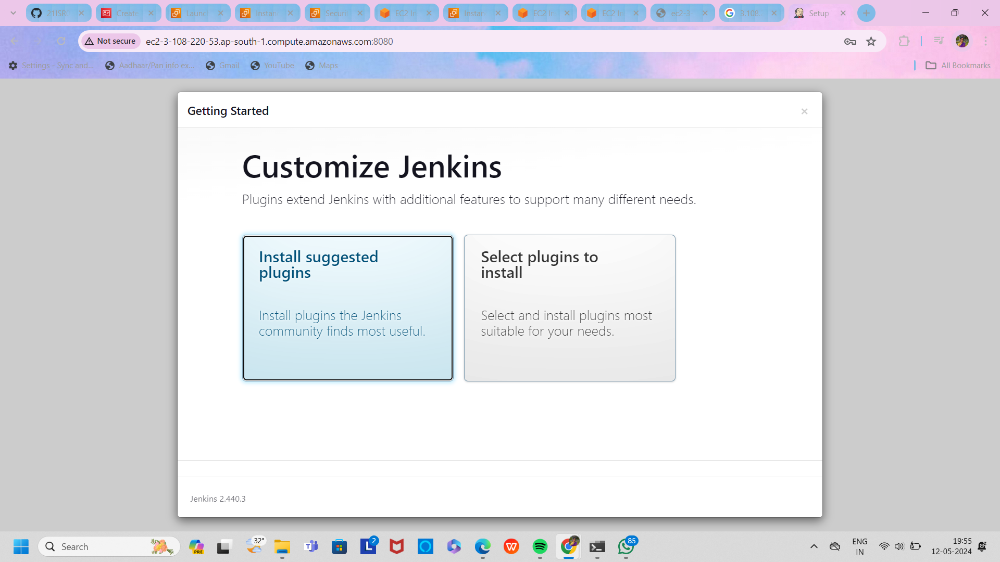 21ISR
Create
Launc
Instan
Securi
EC2 In
Instan
EC2 In
EC2 In
ec2-3-
3.108.
Setup
Not secure
ec2-3-108-220-53.ap-south-1.compute.amazonaws.com:8080
Settings - Sync and...
Aadhaar/Pan info ex...
Gmail
YouTube
Maps
All Bookmarks
Getting Started
×
Customize Jenkins
Plugins extend Jenkins with additional features to support many different needs.
Install suggested
plugins
Install plugins the Jenkins
community finds most useful.
Select plugins to
install
Select and install plugins most
suitable for your needs.
Jenkins 2.440.3
Search
PRE
32°
2
85
ENG
IN
19:55
12-05-2024